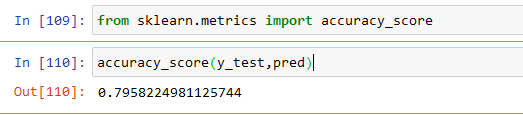 In [109]: from sklearn.metrics import accuracy_score
In [110]: accuracy_score(y_test,pred)
Out[110]: 0.7958224981125744